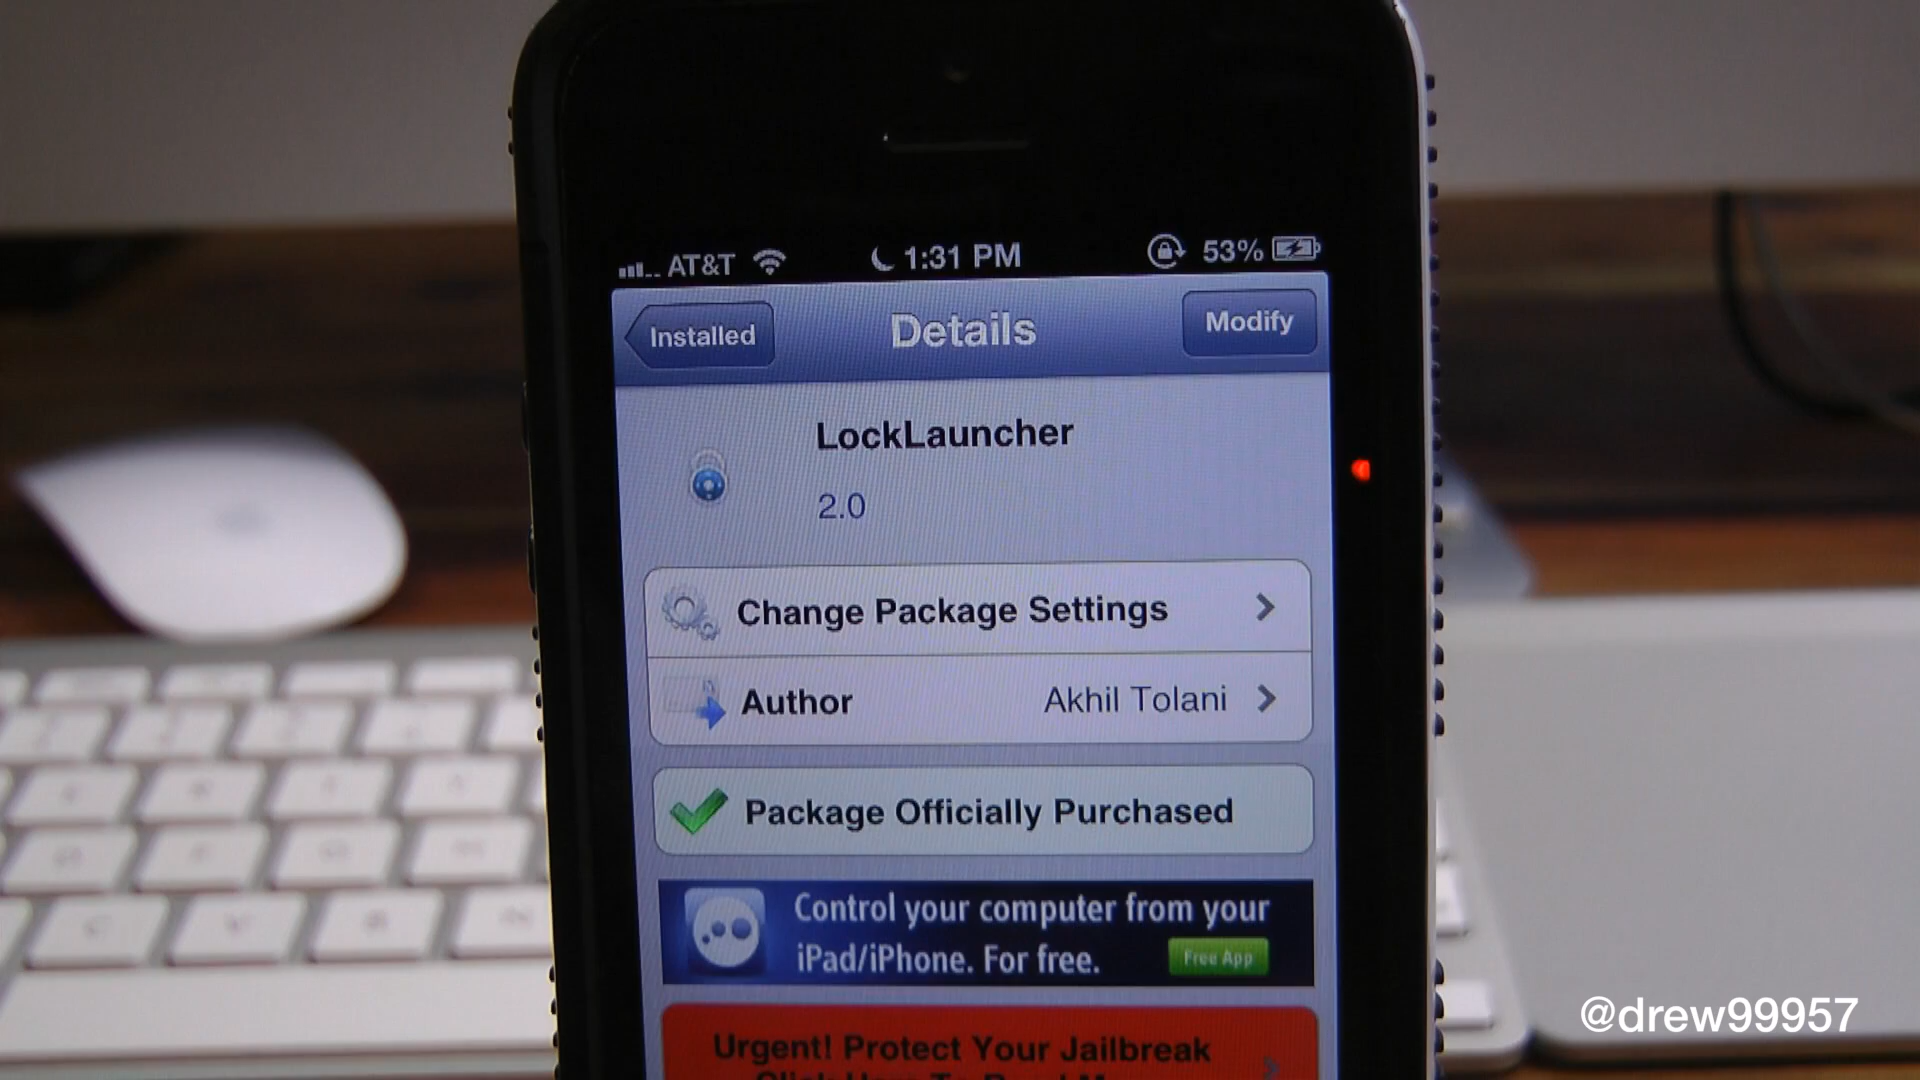 AT&T 1:31 PM 53%
Installed Details Modify
LockLauncher
2.0
Change Package Settings
Author Akhil Tolani
Package Officially Purchased
Control your computer from your
iPad/iPhone. For free. Free App
Urgent! Protect Your Jailbreak
@drew99957